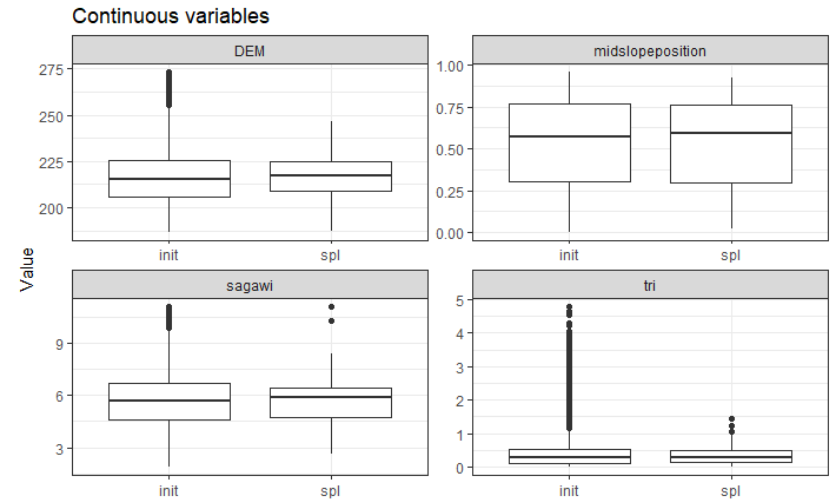 Continuous variables
DEM
midslopeposition
275
250
225
200
1.00
0.75
0.50
0.25
0.00
init
spl
init
spl
Value
sagawi
tri
9
6
3
5
4
3
2
1
0
init
spl
init
spl